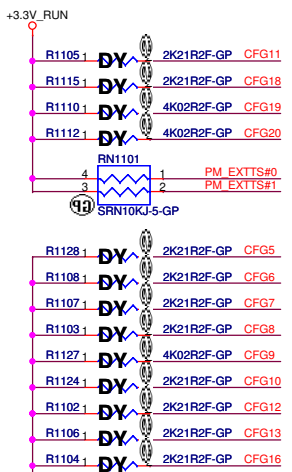 +3.3V_RUN
R1105 1 DY 2K21R2F-GP CFG11
R1115 1 DY 2K21R2F-GP CFG18
R1110 1 DY 4K02R2F-GP CFG19
R1112 1 DY 4K02R2F-GP CFG20
RN1101
4 1 PM_EXTTS#0
3 2 PM_EXTTS#1
SRN10KJ-5-GP
R1128 1 DY 2K21R2F-GP CFG5
R1108 1 DY 2K21R2F-GP CFG6
R1107 1 DY 2K21R2F-GP CFG7
R1103 1 DY 2K21R2F-GP CFG8
R1127 1 DY 4K02R2F-GP CFG9
R1124 1 DY 2K21R2F-GP CFG10
R1102 1 DY 2K21R2F-GP CFG12
R1106 1 DY 2K21R2F-GP CFG13
R1104 1 DY 2K21R2F-GP CFG16